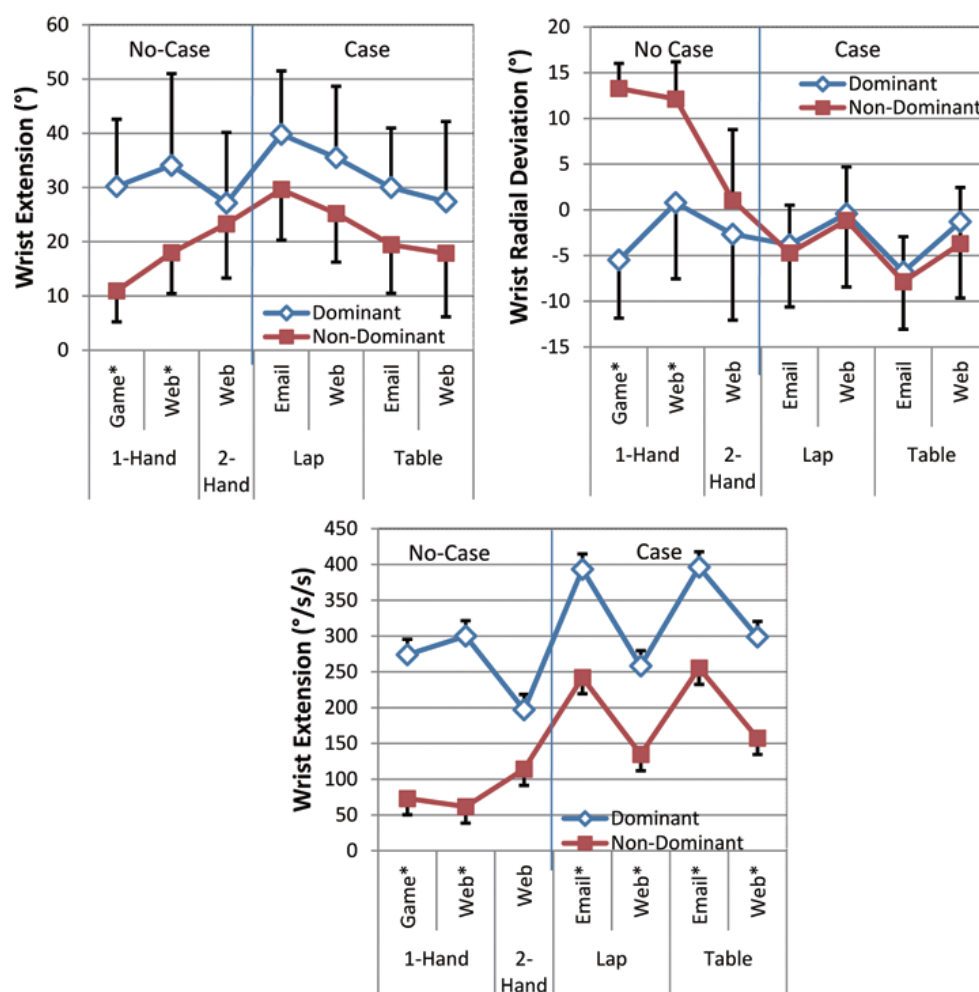 Wrist Extension (°)
60
50
40
30
20
10
0
No-Case
Case
Dominant
Non-Dominant
Game*
Web*
Web
Email
Web
Email
Web
1-Hand
2-
Hand
Lap
Table
Wrist Radial Deviation (°)
20
15
10
5
0
-5
-10
-15
No Case
Case
Dominant
Non-Dominant
Game*
Web*
Web
Email
Web
Email
Web
1-Hand
2-
Hand
Lap
Table
Wrist Extension (°/s/s)
450
400
350
300
250
200
150
100
50
0
No-Case
Case
Dominant
Non-Dominant
Game*
Web*
Web
Email*
Web*
Email*
Web*
1-Hand
2-
Hand
Lap
Table